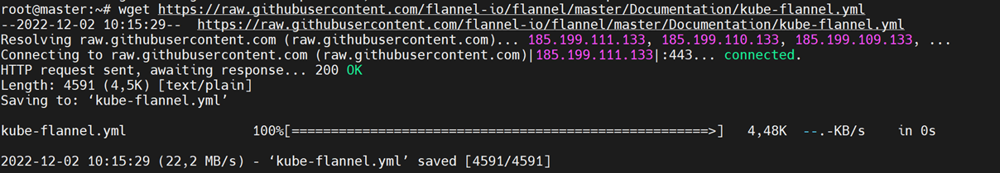 root@master:~# wget https://raw.githubusercontent.com/flannel-io/flannel/master/Documentation/kube-flannel.yml
--2022-12-02 10:15:29--  https://raw.githubusercontent.com/flannel-io/flannel/master/Documentation/kube-flannel.yml
Resolving raw.githubusercontent.com (raw.githubusercontent.com)... 185.199.111.133, 185.199.110.133, 185.199.109.133, ...
Connecting to raw.githubusercontent.com (raw.githubusercontent.com)|185.199.111.133|:443... connected.
HTTP request sent, awaiting response... 200 OK
Length: 4591 (4,5K) [text/plain]
Saving to: ‘kube-flannel.yml’
kube-flannel.yml 100%[===================================================>] 4,48K --.-KB/s in 0s
2022-12-02 10:15:29 (22,2 MB/s) - ‘kube-flannel.yml’ saved [4591/4591]